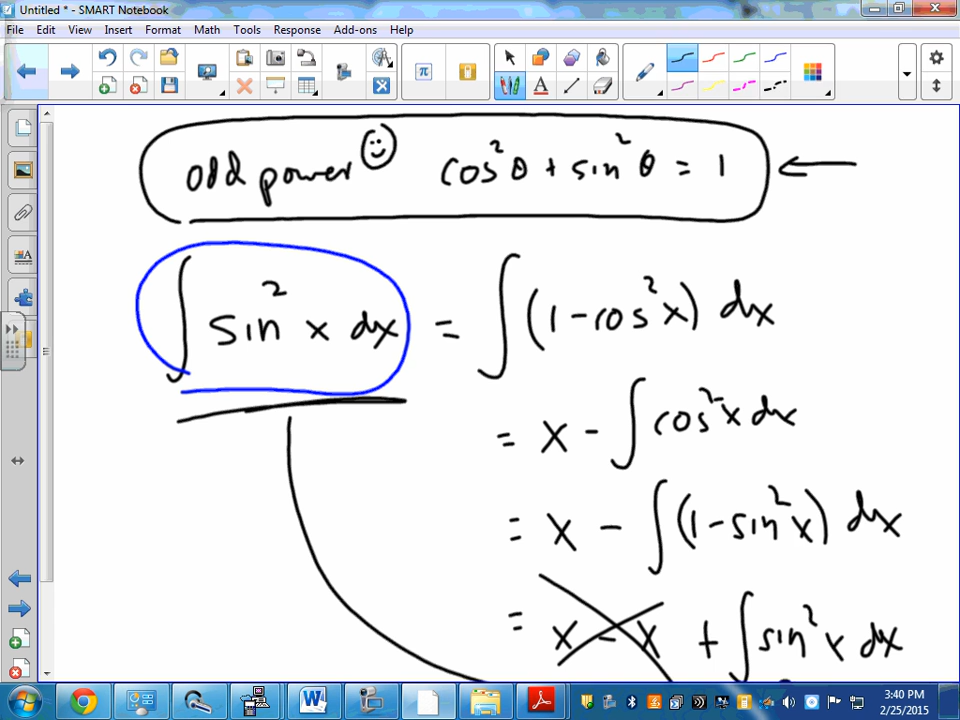 Untitled * - SMART Notebook
File Edit View Insert Format Math Tools Response Add-ons Help
odd power cos²θ + sin²θ = 1
∫ sin²x dx = ∫ (1 - cos²x) dx
= x - ∫ cos²x dx
= x - ∫ (1 - sin²x) dx
= x - x + ∫ sin²x dx
3:40 PM
2/25/2015